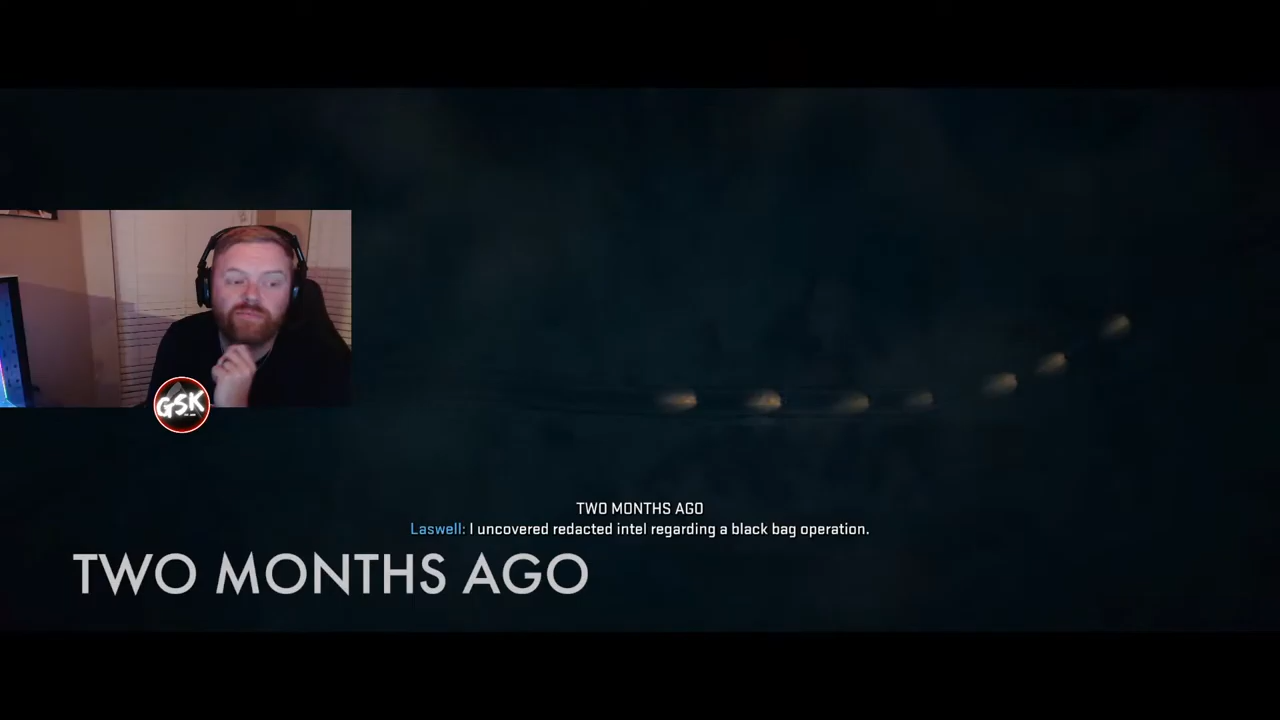 GSK
TWO MONTHS AGO
Laswell: I uncovered redacted intel regarding a black bag operation.
TWO MONTHS AGO